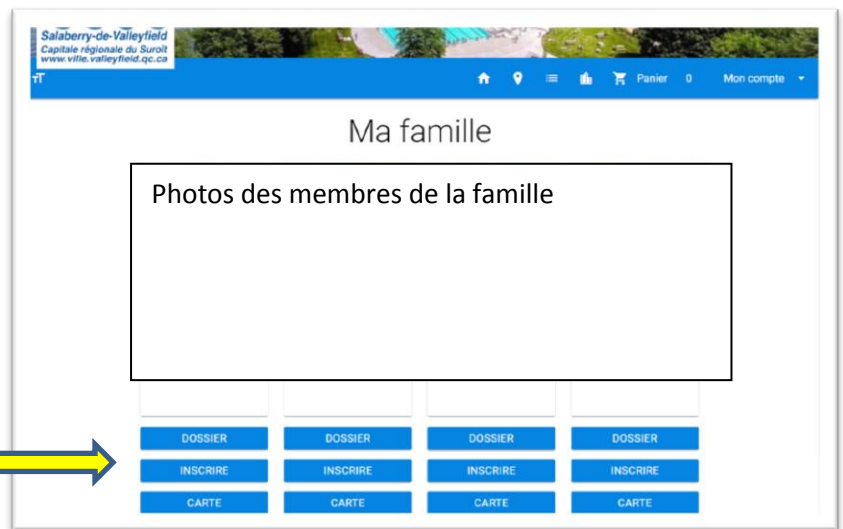 Salaberry-de-Valleyfield
Capitale régionale du Suroît
www.ville.valleyfield.qc.ca
тT Panier 0 Mon compte
Ma famille
Photos des membres de la famille
DOSSIER DOSSIER DOSSIER DOSSIER
INSCRIRE INSCRIRE INSCRIRE INSCRIRE
CARTE CARTE CARTE CARTE